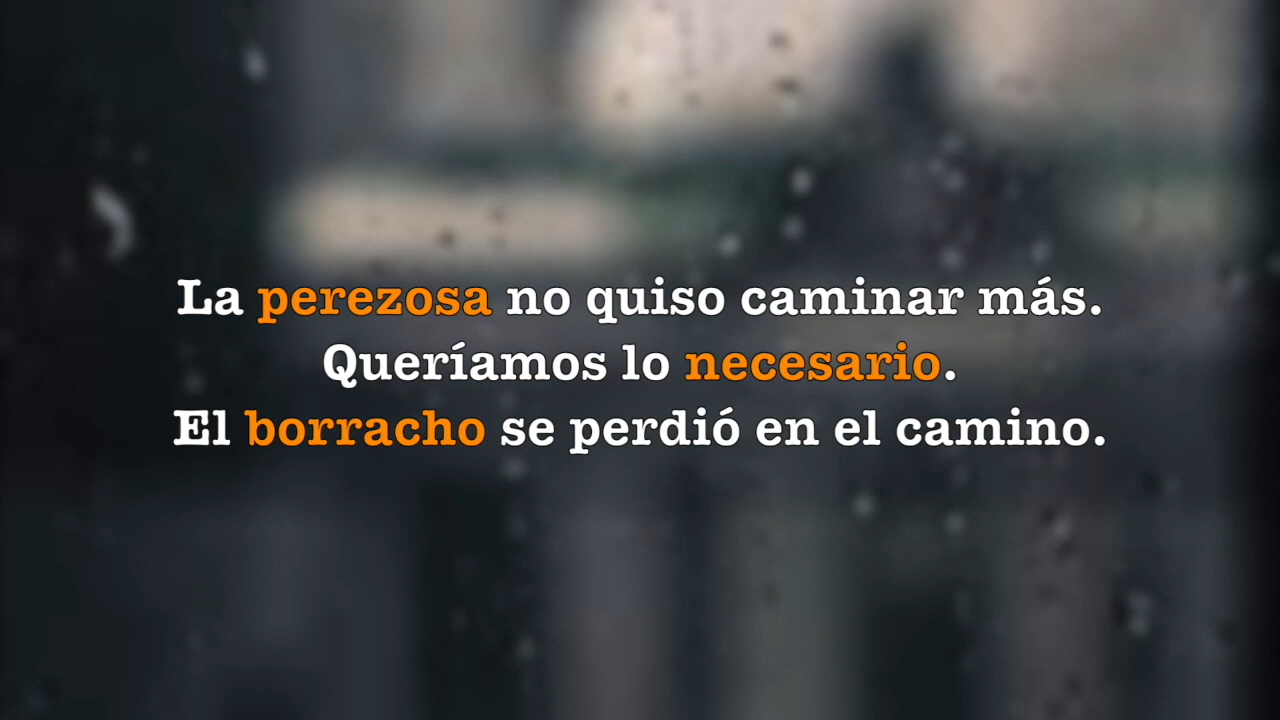 La perezosa no quiso caminar más.
Queríamos lo necesario.
El borracho se perdió en el camino.